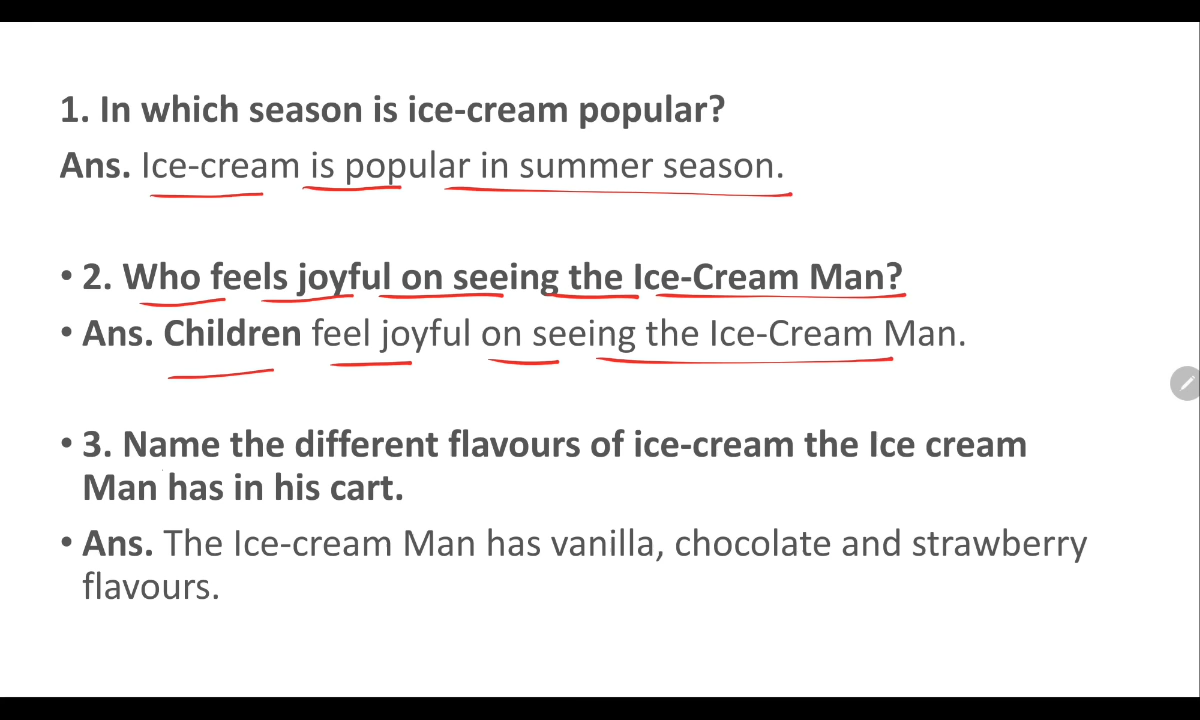 1. In which season is ice-cream popular?
Ans. Ice-cream is popular in summer season.
• 2. Who feels joyful on seeing the Ice-Cream Man?
• Ans. Children feel joyful on seeing the Ice-Cream Man.
• 3. Name the different flavours of ice-cream the Ice cream
Man has in his cart.
• Ans. The Ice-cream Man has vanilla, chocolate and strawberry
flavours.